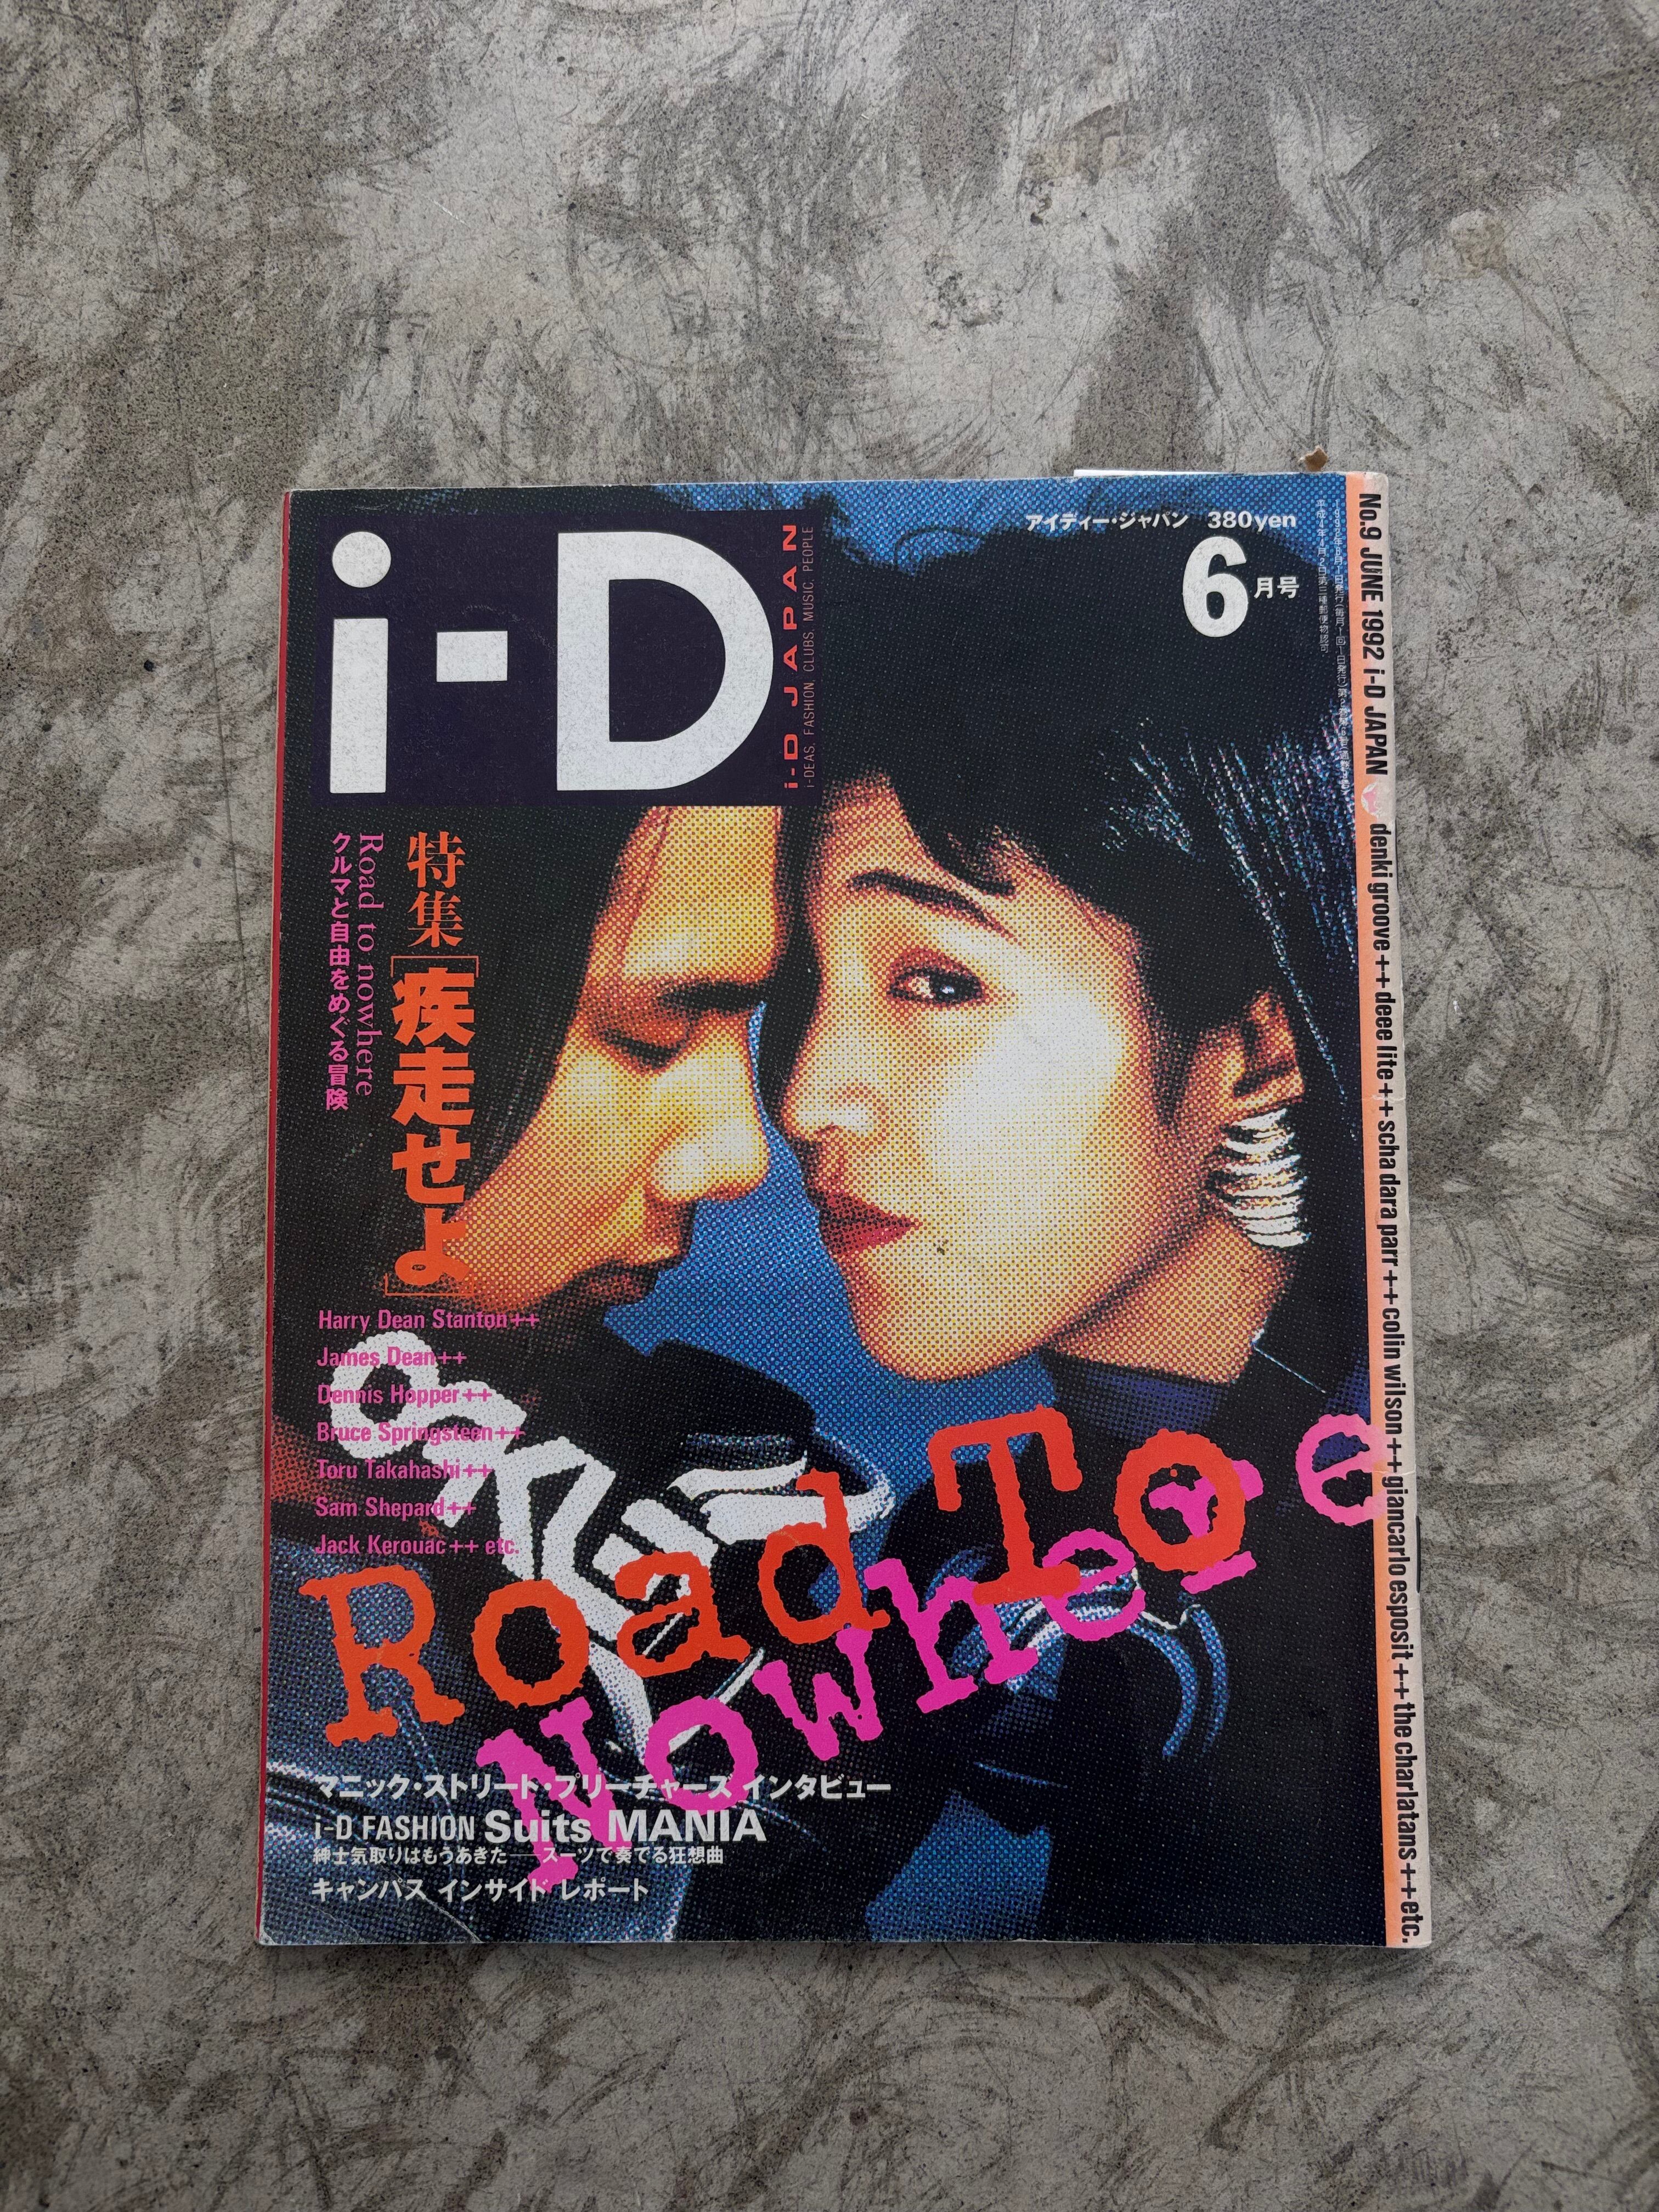 i-D
i-D JAPAN
i-DEAS, FASHION, CLUBS, MUSIC, PEOPLE
アイディー・ジャパン 380yen
6月号
特集
[疾走せよ]
Road to nowhere
クルマと自由をめぐる冒険
Harry Dean Stanton++
James Dean++
Dennis Hopper++
Bruce Springsteen++
Toru Takahashi++
Sam Shepard++
Jack Kerouac++ etc.
Road To
Nowhere
マニック・ストリート・プリーチャーズ インタビュー
i-D FASHION Suits MANIA
紳士気取りはもうあきた——スーツで奏でる狂想曲
キャンパス インサイド レポート
No.9 JUNE 1992 i-D JAPAN denki groove++deee lite++scha dara parr++colin wilson++giancarlo esposit++the charlatans++etc.